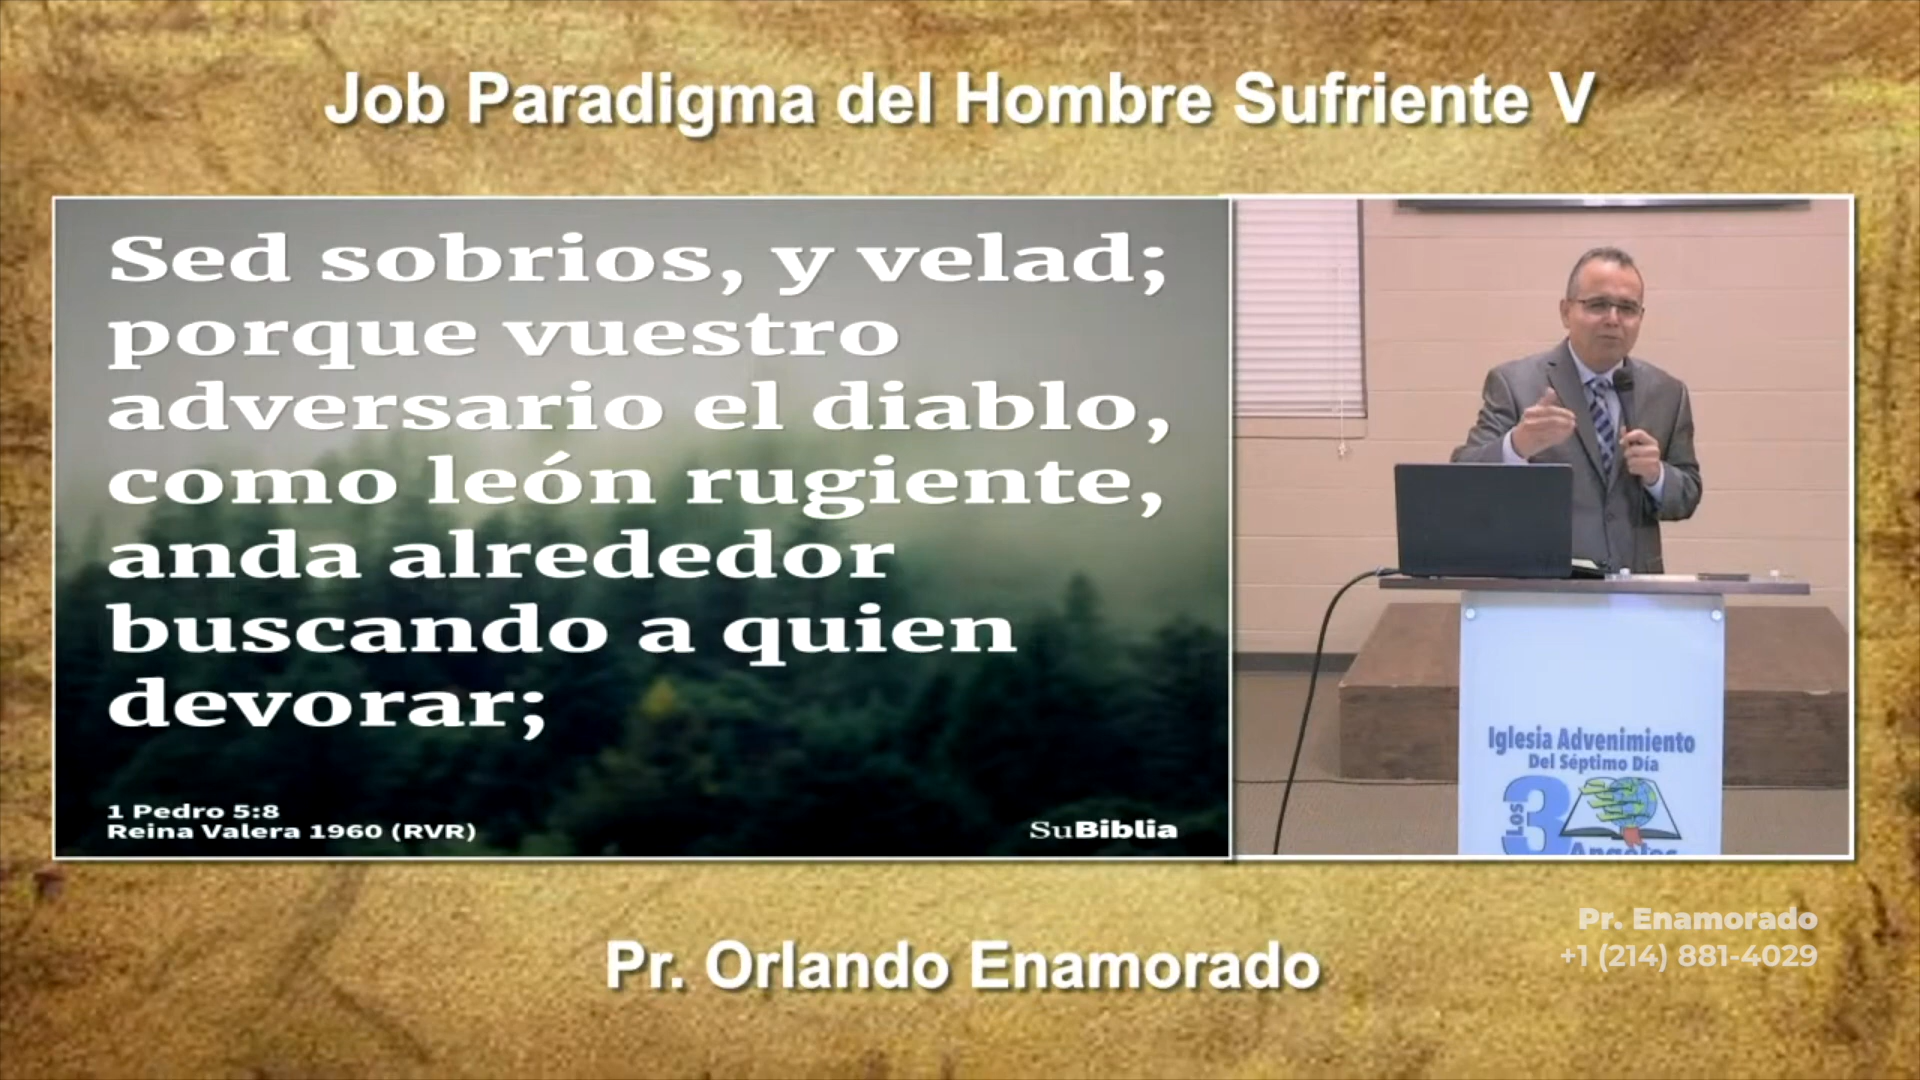 Job Paradigma del Hombre Sufriente V
Sed sobrios, y velad;
porque vuestro
adversario el diablo,
como león rugiente,
anda alrededor
buscando a quien
devorar;
1 Pedro 5:8
Reina Valera 1960 (RVR)
SuBiblia
Iglesia Advenimiento
Del Séptimo Día
Los
3
Angeles
Pr. Enamorado
+1 (214) 881-4029
Pr. Orlando Enamorado